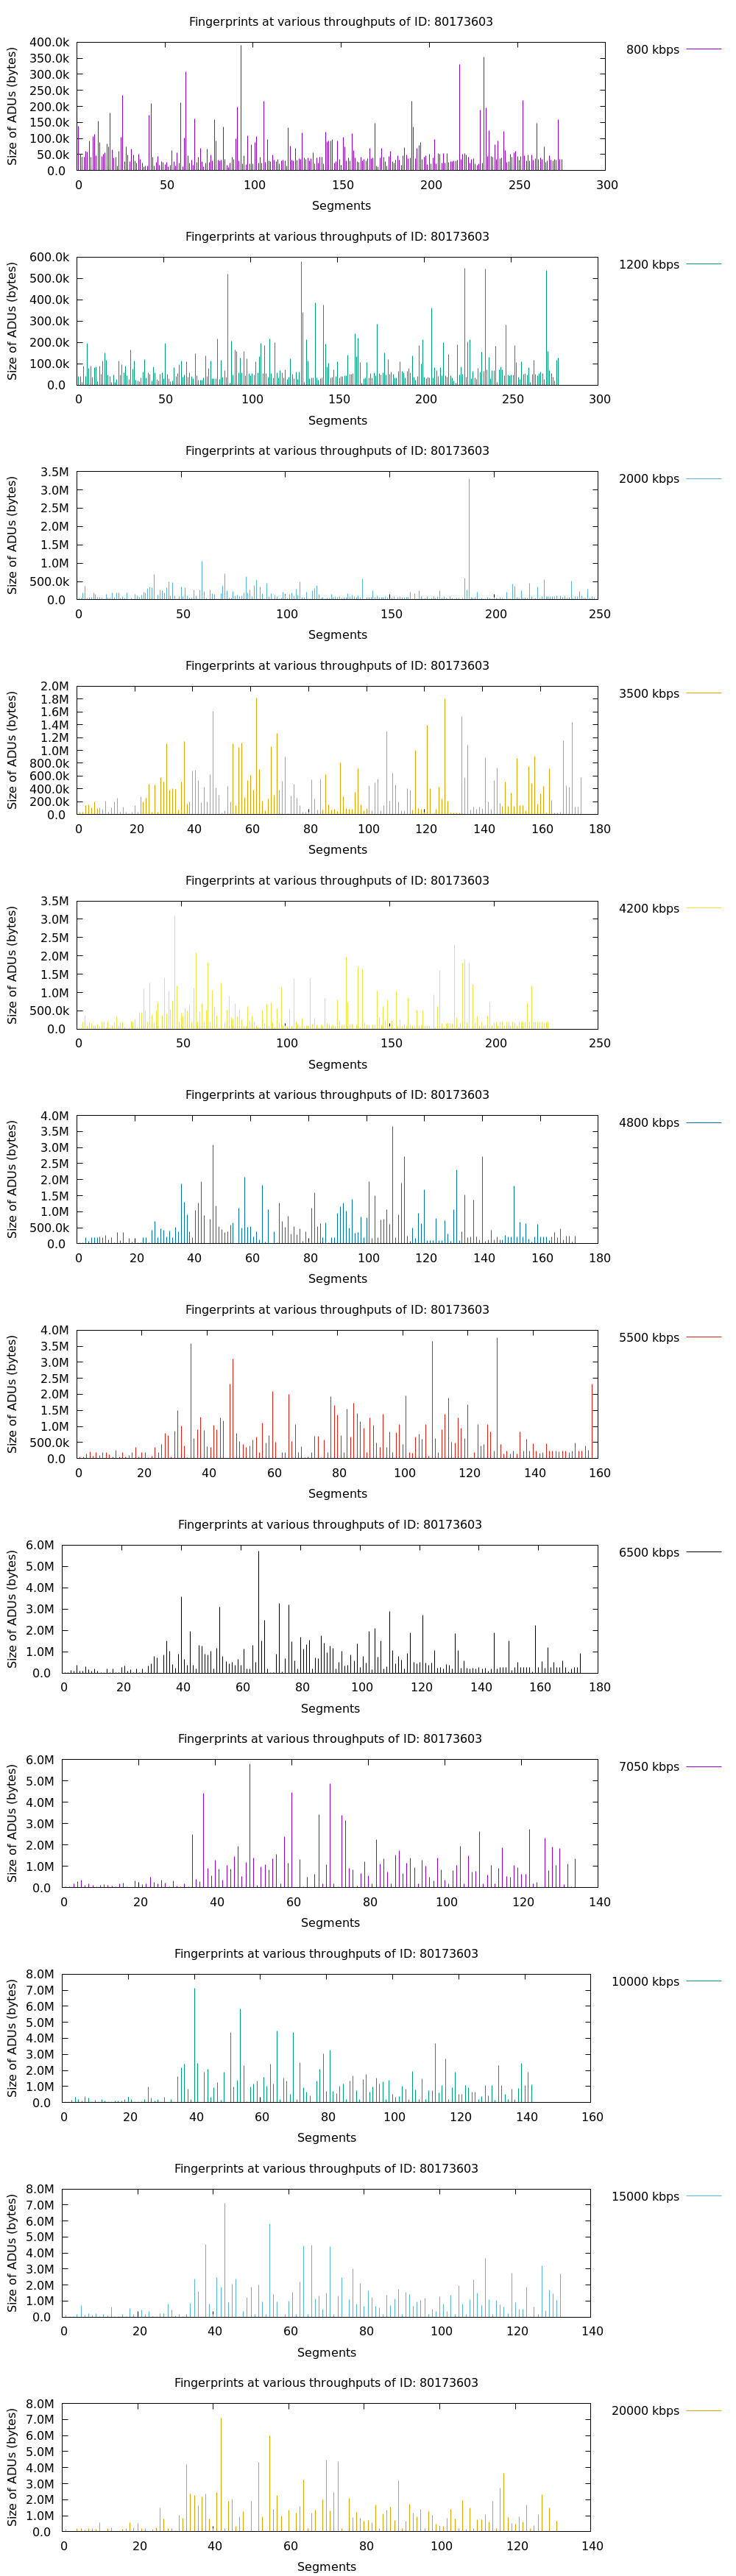 Fingerprints at various throughputs of ID: 80173603
400.0k
350.0k
300.0k
250.0k
200.0k
150.0k
100.0k
50.0k
0.0
Size of ADUs (bytes)
800 kbps
0 50 100 150 200 250 300
Segments
Fingerprints at various throughputs of ID: 80173603
600.0k
500.0k
400.0k
300.0k
200.0k
100.0k
0.0
Size of ADUs (bytes)
1200 kbps
0 50 100 150 200 250 300
Segments
Fingerprints at various throughputs of ID: 80173603
3.5M
3.0M
2.5M
2.0M
1.5M
1.0M
500.0k
0.0
Size of ADUs (bytes)
2000 kbps
0 50 100 150 200 250
Segments
Fingerprints at various throughputs of ID: 80173603
2.0M
1.8M
1.6M
1.4M
1.2M
1.0M
800.0k
600.0k
400.0k
200.0k
0.0
Size of ADUs (bytes)
3500 kbps
0 20 40 60 80 100 120 140 160 180
Segments
Fingerprints at various throughputs of ID: 80173603
3.5M
3.0M
2.5M
2.0M
1.5M
1.0M
500.0k
0.0
Size of ADUs (bytes)
4200 kbps
0 50 100 150 200 250
Segments
Fingerprints at various throughputs of ID: 80173603
4.0M
3.5M
3.0M
2.5M
2.0M
1.5M
1.0M
500.0k
0.0
Size of ADUs (bytes)
4800 kbps
0 20 40 60 80 100 120 140 160 180
Segments
Fingerprints at various throughputs of ID: 80173603
4.0M
3.5M
3.0M
2.5M
2.0M
1.5M
1.0M
500.0k
0.0
Size of ADUs (bytes)
5500 kbps
0 20 40 60 80 100 120 140 160
Segments
Fingerprints at various throughputs of ID: 80173603
6.0M
5.0M
4.0M
3.0M
2.0M
1.0M
0.0
Size of ADUs (bytes)
6500 kbps
0 20 40 60 80 100 120 140 160 180
Segments
Fingerprints at various throughputs of ID: 80173603
6.0M
5.0M
4.0M
3.0M
2.0M
1.0M
0.0
Size of ADUs (bytes)
7050 kbps
0 20 40 60 80 100 120 140
Segments
Fingerprints at various throughputs of ID: 80173603
8.0M
7.0M
6.0M
5.0M
4.0M
3.0M
2.0M
1.0M
0.0
Size of ADUs (bytes)
10000 kbps
0 20 40 60 80 100 120 140 160
Segments
Fingerprints at various throughputs of ID: 80173603
8.0M
7.0M
6.0M
5.0M
4.0M
3.0M
2.0M
1.0M
0.0
Size of ADUs (bytes)
15000 kbps
0 20 40 60 80 100 120 140
Segments
Fingerprints at various throughputs of ID: 80173603
8.0M
7.0M
6.0M
5.0M
4.0M
3.0M
2.0M
1.0M
0.0
Size of ADUs (bytes)
20000 kbps
0 20 40 60 80 100 120 140
Segments